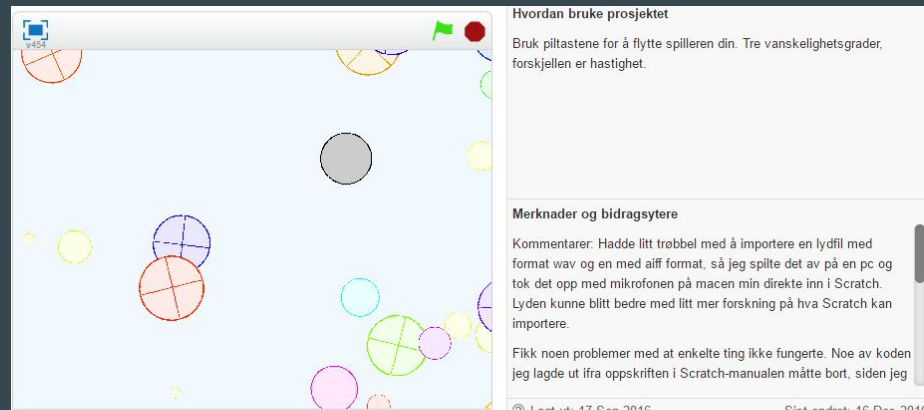 v454
Hvordan bruke prosjektet
Bruk piltastene for å flytte spilleren din. Tre vanskelighetsgrader,
forskjellen er hastighet.
Merknader og bidragsytere
Kommentarer: Hadde litt trøbbel med å importere en lydfil med
format wav og en med aiff format, så jeg spilte det av på en pc og
tok det opp med mikrofonen på macen min direkte inn i Scratch.
Lyden kunne blitt bedre med litt mer forskning på hva Scratch kan
importere.
Fikk noen problemer med at enkelte ting ikke fungerte. Noe av koden
jeg lagde ut ifra oppskriften i Scratch-manualen måtte bort, siden jeg